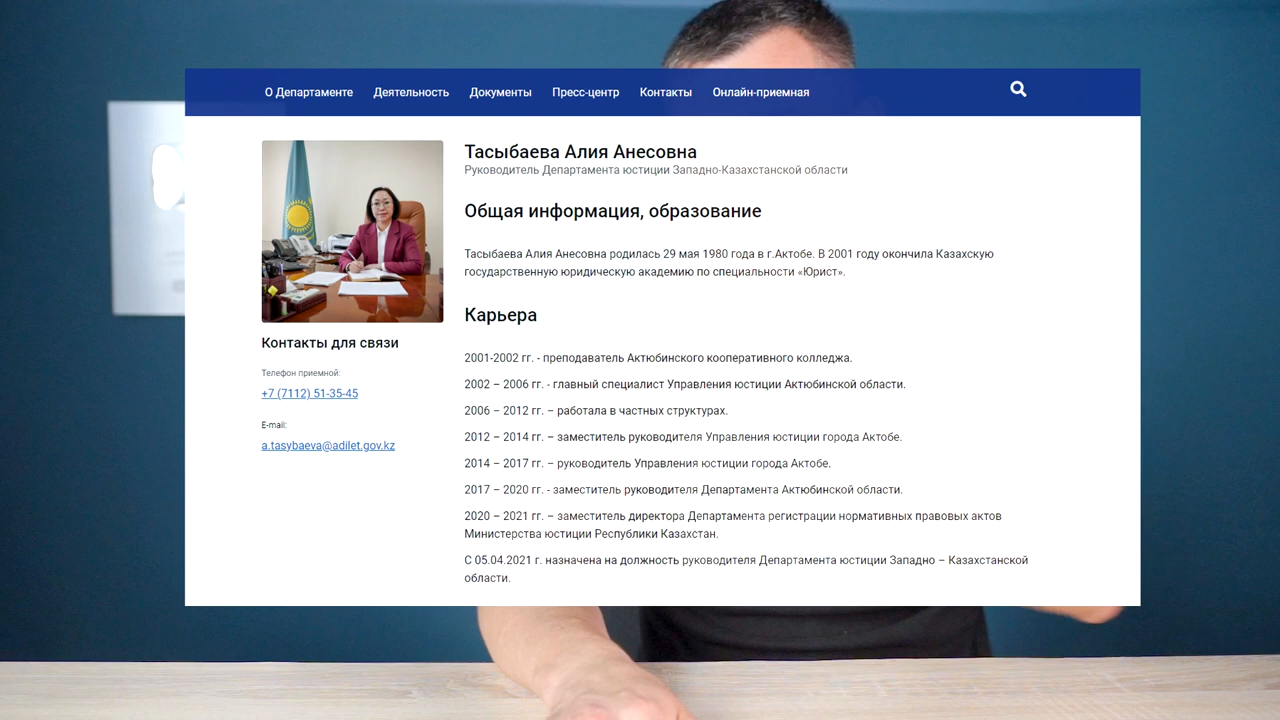 О Департаменте Деятельность Документы Пресс-центр Контакты Онлайн-приемная
Тасыбаева Алия Анесовна
Руководитель Департамента юстиции Западно-Казахстанской области
Общая информация, образование
Тасыбаева Алия Анесовна родилась 29 мая 1980 года в г.Актобе. В 2001 году окончила Казахскую
государственную юридическую академию по специальности «Юрист».
Карьера
2001-2002 гг. - преподаватель Актюбинского кооперативного колледжа.
2002 – 2006 гг. - главный специалист Управления юстиции Актюбинской области.
2006 – 2012 гг. – работала в частных структурах.
2012 – 2014 гг. – заместитель руководителя Управления юстиции города Актобе.
2014 – 2017 гг. – руководитель Управления юстиции города Актобе.
2017 – 2020 гг. - заместитель руководителя Департамента Актюбинской области.
2020 – 2021 гг. – заместитель директора Департамента регистрации нормативных правовых актов
Министерства юстиции Республики Казахстан.
С 05.04.2021 г. назначена на должность руководителя Департамента юстиции Западно – Казахстанской
области.
Контакты для связи
Телефон приемной:
+7 (7112) 51-35-45
E-mail:
a.tasybaeva@adilet.gov.kz